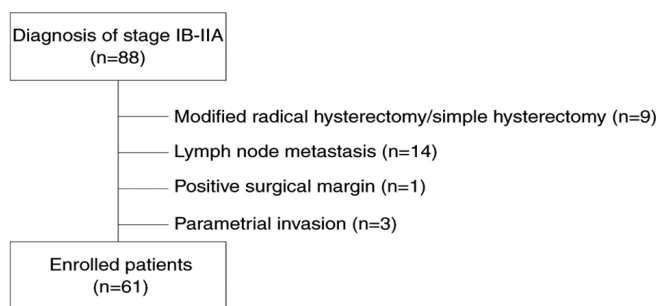 Diagnosis of stage IB-IIA
(n=88)
Modified radical hysterectomy/simple hysterectomy (n=9)
Lymph node metastasis (n=14)
Positive surgical margin (n=1)
Parametrial invasion (n=3)
Enrolled patients
(n=61)